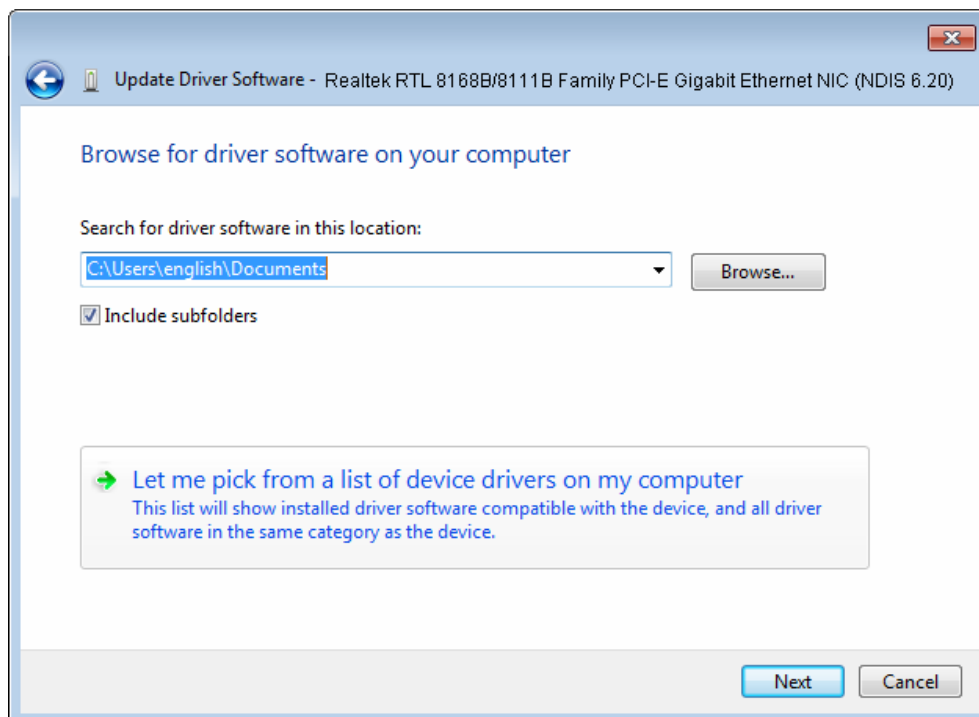 Update Driver Software - Realtek RTL 8168B/8111B Family PCI-E Gigabit Ethernet NIC (NDIS 6.20)
Browse for driver software on your computer
Search for driver software in this location:
C:\Users\english\Documents
Browse...
Include subfolders
Let me pick from a list of device drivers on my computer
This list will show installed driver software compatible with the device, and all driver
software in the same category as the device.
Next
Cancel